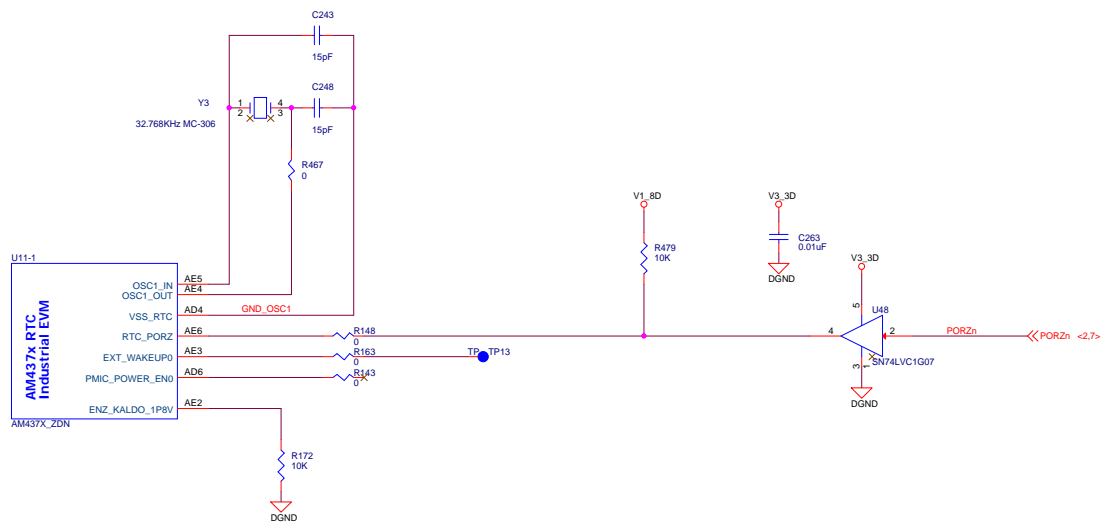 C243
15pF
Y3
1
2
4
3
C248
15pF
32.768KHz MC-306
R467
0
V1_8D
V3_3D
R479
10K
C263
0.01uF
DGND
V3_3D
U11-1
AM437x RTC
Industrial EVM
OSC1_IN
AE5
OSC1_OUT
AE4
VSS_RTC
AD4
GND_OSC1
RTC_PORZ
AE6
R148
0
EXT_WAKEUP0
AE3
R163
0
TP
TP13
PMIC_POWER_EN0
AD6
R143
0
ENZ_KALDO_1P8V
AE2
AM437X_ZDN
5
U48
4
2
PORZn
PORZn <2,7>
3
1
SN74LVC1G07
DGND
R172
10K
DGND